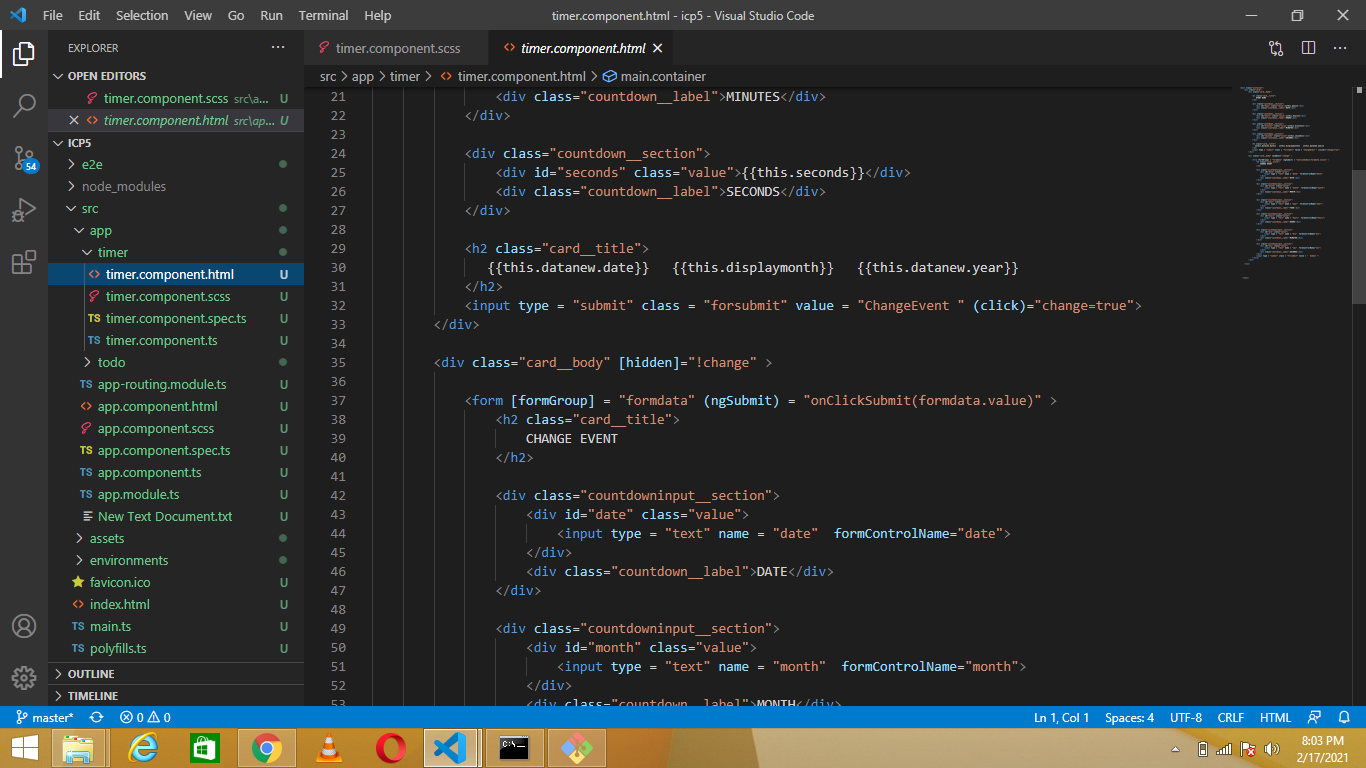 File Edit Selection View Go Run Terminal Help timer.component.html - icp5 - Visual Studio Code
EXPLORER
OPEN EDITORS
timer.component.scss src\a... U
timer.component.html src\ap... U
ICP5
e2e
node_modules
src
app
timer
timer.component.html U
timer.component.scss U
timer.component.spec.ts U
timer.component.ts U
todo
app-routing.module.ts U
app.component.html U
app.component.scss U
app.component.spec.ts U
app.component.ts U
app.module.ts U
New Text Document.txt U
assets
environments
favicon.ico U
index.html U
main.ts U
polyfills.ts U
OUTLINE
TIMELINE
54
TS
TS
TS
TS
TS
TS
TS
TS
timer.component.scss timer.component.html
src > app > timer > timer.component.html > main.container
21 <div class="countdown__label">MINUTES</div>
22 </div>
23
24 <div class="countdown__section">
25 <div id="seconds" class="value">{{this.seconds}}</div>
26 <div class="countdown__label">SECONDS</div>
27 </div>
28
29 <h2 class="card__title">
30 {{this.datanew.date}} {{this.displaymonth}} {{this.datanew.year}}
31 </h2>
32 <input type = "submit" class = "forsubmit" value = "ChangeEvent " (click)="change=true">
33 </div>
34
35 <div class="card__body" [hidden]="!change" >
36
37 <form [formGroup] = "formdata" (ngSubmit) = "onClickSubmit(formdata.value)" >
38 <h2 class="card__title">
39 CHANGE EVENT
40 </h2>
41
42 <div class="countdowninput__section">
43 <div id="date" class="value">
44 <input type = "text" name = "date" formControlName="date">
45 </div>
46 <div class="countdown__label">DATE</div>
47 </div>
48
49 <div class="countdowninput__section">
50 <div id="month" class="value">
51 <input type = "text" name = "month" formControlName="month">
52 </div>
53 <div class="countdown__label">MONTH</div>
master* 0 0 Ln 1, Col 1 Spaces: 4 UTF-8 CRLF HTML
8:03 PM
2/17/2021